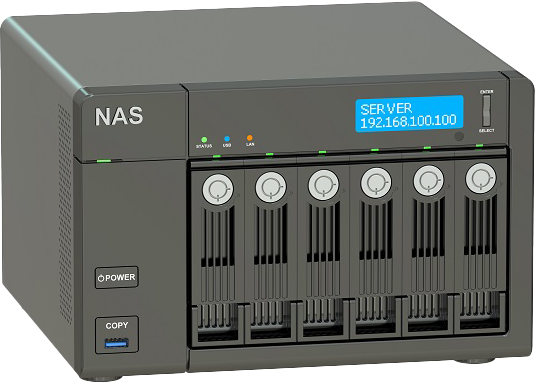 NAS
SERVER
192.168.100.100
ENTER
SELECT
STATUS
USB
LAN
POWER
COPY